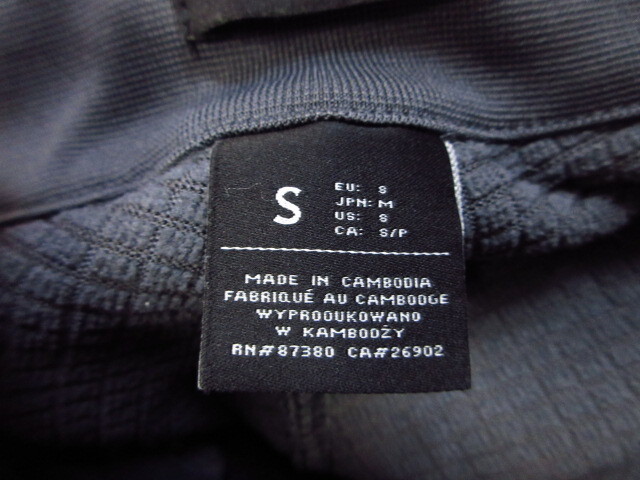 S
EU: S
JPN: M
US: S
CA: S/P
MADE IN CAMBODIA
FABRIQUÉ AU CAMBODGE
WYPRODUKOWANO
W KAMBODŻY
RN#87380 CA#26902